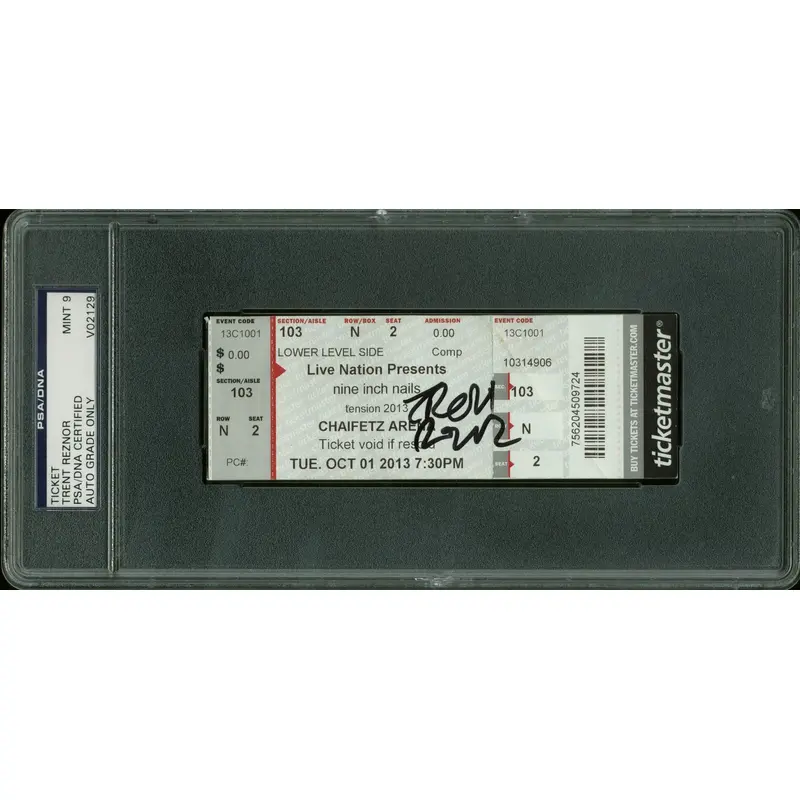 PSA/DNA
TICKET
TRENT REZNOR
PSA/DNA CERTIFIED
AUTO GRADE ONLY
MINT 9
V02129
EVENT CODE
13C1001
$ 0.00
$
SECTION/AISLE
103
ROW SEAT
N 2
PC#:
SECTION/AISLE ROW/BOX SEAT ADMISSION
103 N 2 0.00
LOWER LEVEL SIDE Comp
Live Nation Presents
nine inch nails
tension 2013
CHAIFETZ ARE
Ticket void if res
TUE. OCT 01 2013 7:30PM
EVENT CODE
13C1001
10314906
103
N
SEAT 2
756204509724
BUY TICKETS AT TICKETMASTER.COM
ticketmaster®